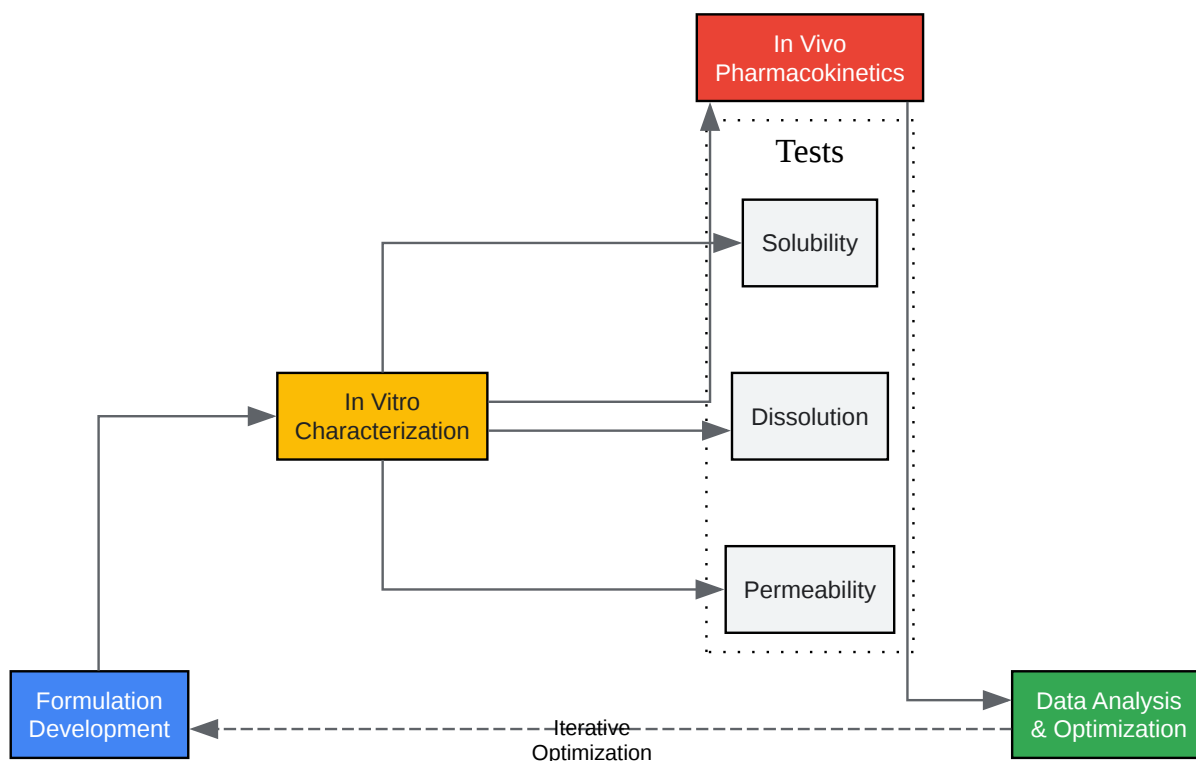 In Vivo
Pharmacokinetics
Tests
Solubility
In Vitro
Characterization
Dissolution
Permeability
Formulation
Development
Iterative
Optimization
Data Analysis
& Optimization